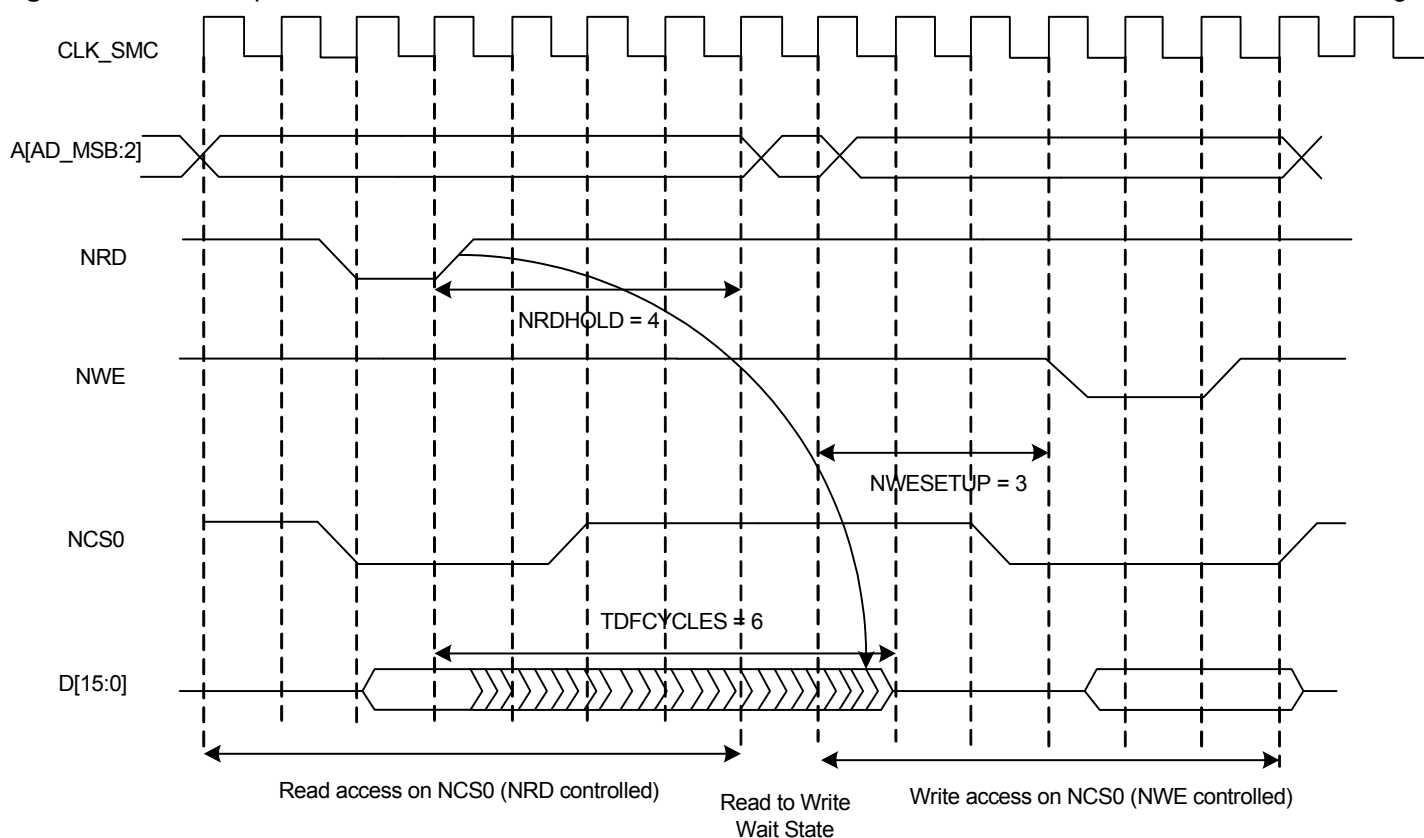 CLK_SMC
A[AD_MSB:2]
NRD
NRDHOLD = 4
NWE
NWESETUP = 3
NCS0
TDFCYCLES = 6
D[15:0]
Read access on NCS0 (NRD controlled)
Read to Write
Wait State
Write access on NCS0 (NWE controlled)